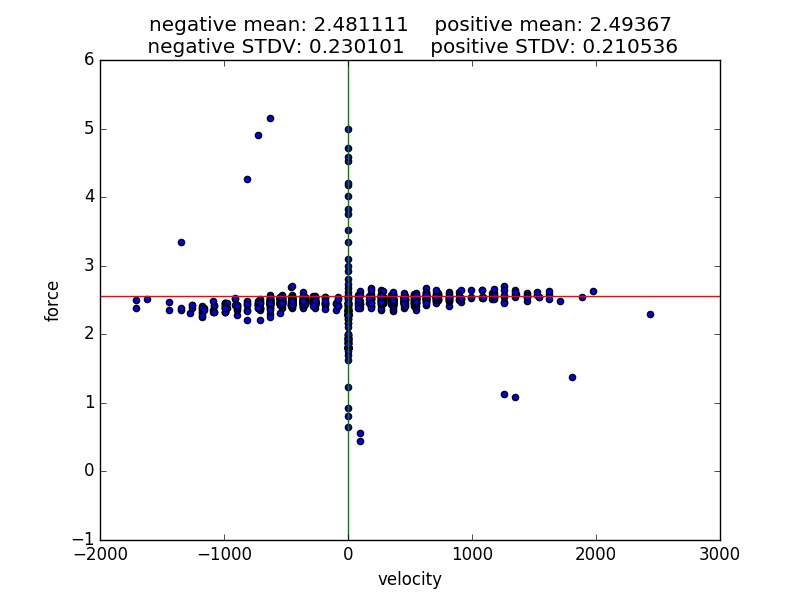 negative mean: 2.481111 positive mean: 2.49367
negative STDV: 0.230101 positive STDV: 0.210536
6
5
4
3
2
1
0
−1
force
−2000 −1000 0 1000 2000 3000
velocity